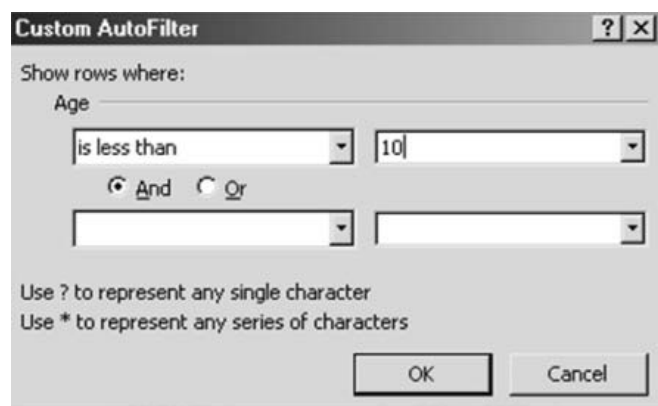 Custom AutoFilter
Show rows where:
Age
is less than 10
And Or
Use ? to represent any single character
Use * to represent any series of characters
OK Cancel